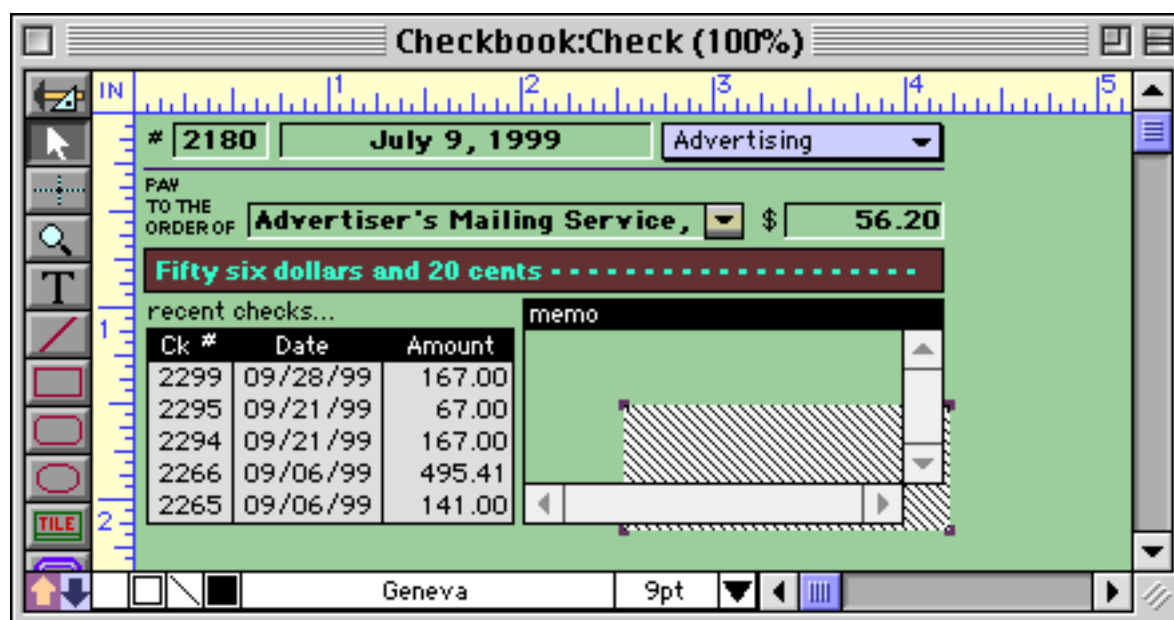 Checkbook:Check (100%)
IN 1 2 3 4 5
# 2180 July 9, 1999 Advertising
PAY
TO THE
ORDER OF Advertiser's Mailing Service, $ 56.20
Fifty six dollars and 20 cents - - - - - - - - - - - - - - - - - - - -
recent checks... memo
1
Ck # Date Amount
2299 09/28/99 167.00
2295 09/21/99 67.00
2294 09/21/99 167.00
2266 09/06/99 495.41
2265 09/06/99 141.00
TILE 2
Geneva 9pt
T